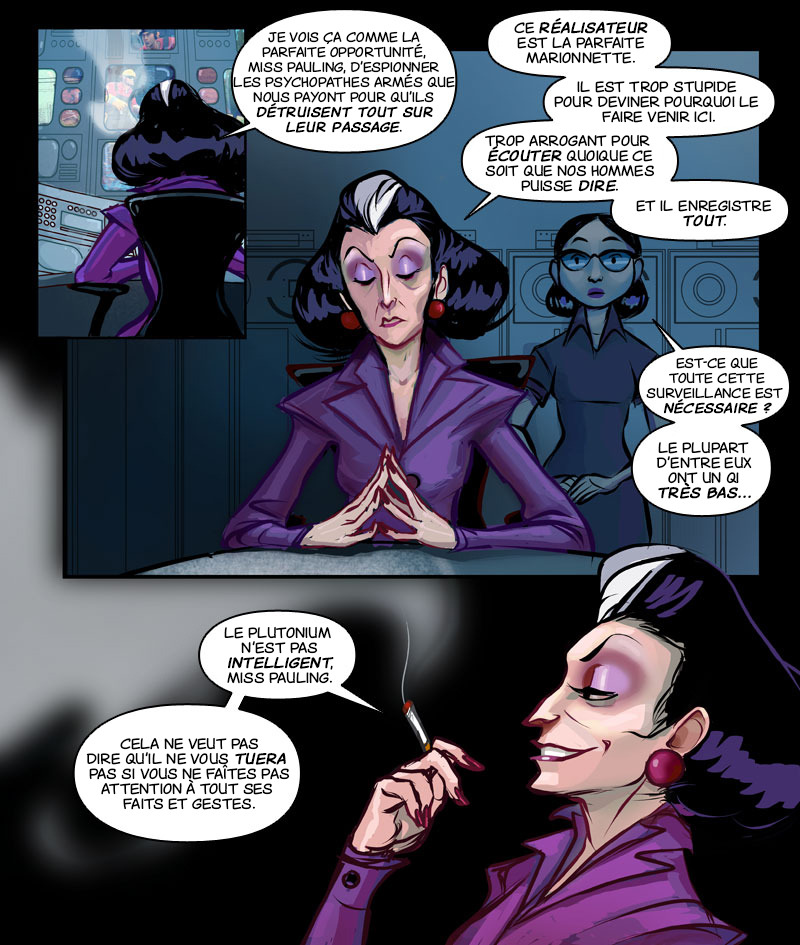 JE VOIS ÇA COMME LA
PARFAITE OPPORTUNITÉ,
MISS PAULING, D'ESPIONNER
LES PSYCHOPATHES ARMÉS QUE
NOUS PAYONT POUR QU'ILS
DÉTRUISENT TOUT SUR
LEUR PASSAGE.
CE RÉALISATEUR
EST LA PARFAITE
MARIONNETTE.
IL EST TROP STUPIDE
POUR DEVINER POURQUOI LE
FAIRE VENIR ICI.
TROP ARROGANT POUR
ÉCOUTER QUOIQUE CE
SOIT QUE NOS HOMMES
PUISSE DIRE.
ET IL ENREGISTRE
TOUT.
EST-CE QUE
TOUTE CETTE
SURVEILLANCE EST
NÉCESSAIRE ?
LE PLUPART
D'ENTRE EUX
ONT UN QI
TRÈS BAS...
LE PLUTONIUM
N'EST PAS
INTELLIGENT,
MISS PAULING.
CELA NE VEUT PAS
DIRE QU'IL NE VOUS TUERA
PAS SI VOUS NE FAÎTES PAS
ATTENTION À TOUT SES
FAITS ET GESTES.